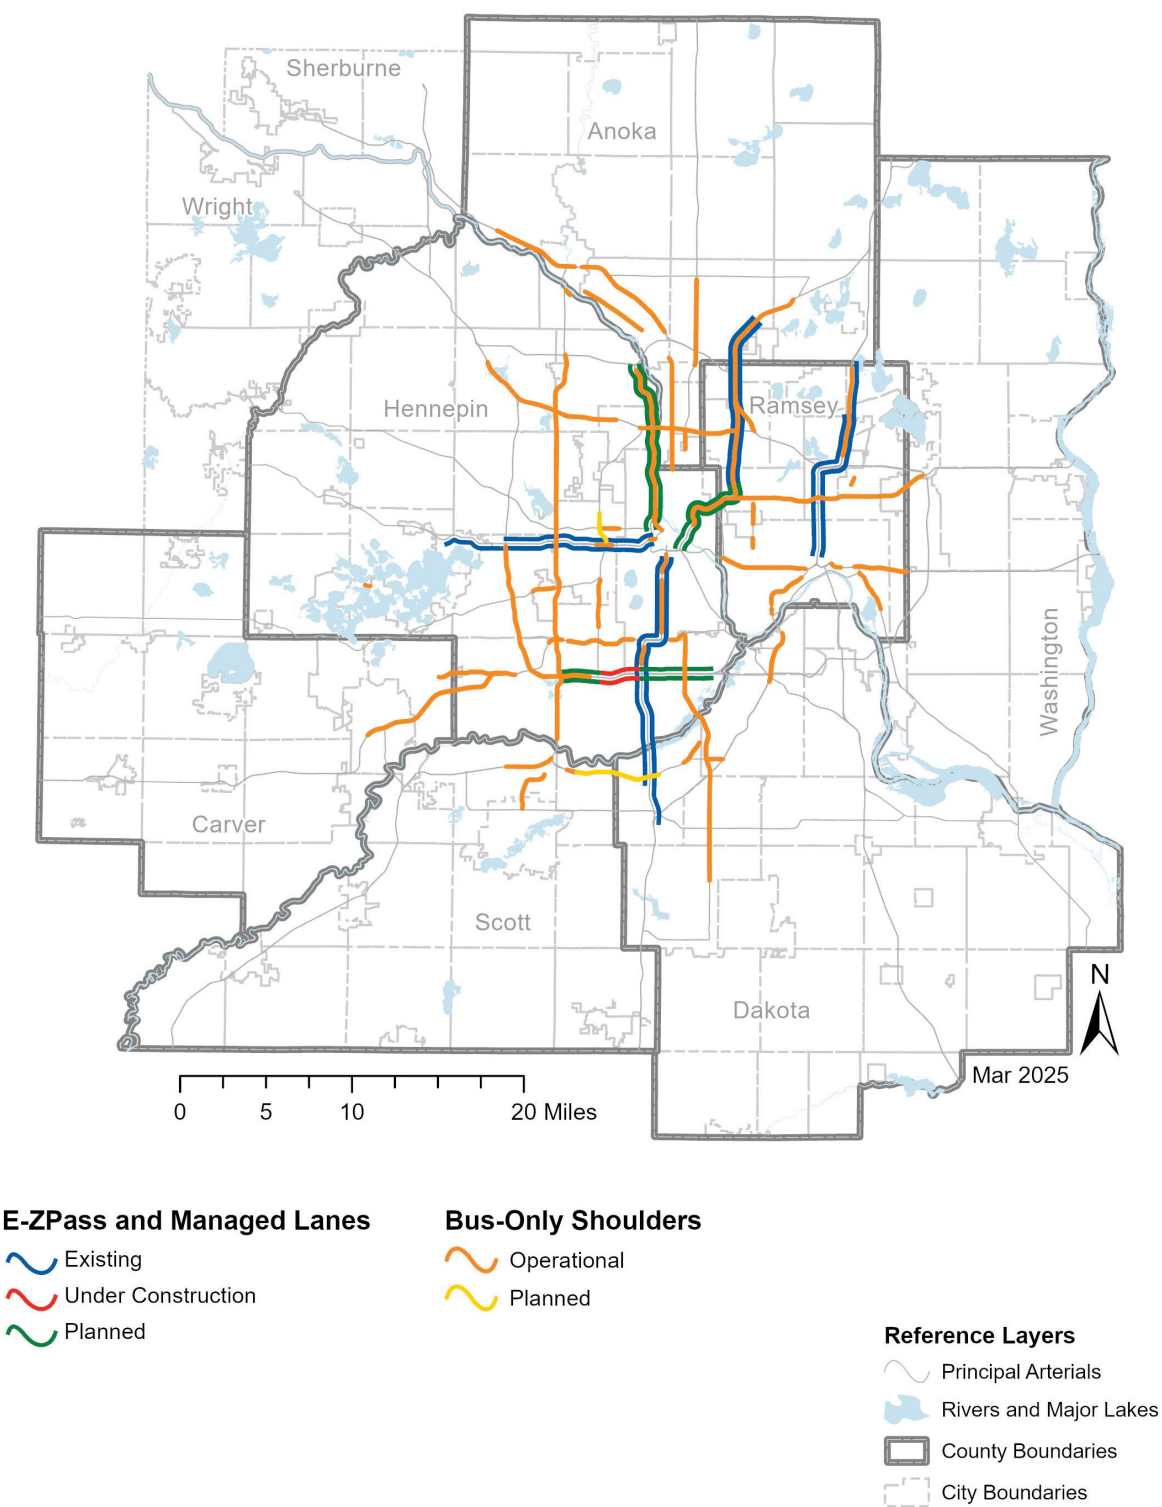 Sherburne
Anoka
Wright
Hennepin
Ramsey
Washington
Carver
Scott
Dakota
N
Mar 2025
0 5 10 20 Miles
E-ZPass and Managed Lanes
Existing
Under Construction
Planned
Bus-Only Shoulders
Operational
Planned
Reference Layers
Principal Arterials
Rivers and Major Lakes
County Boundaries
City Boundaries